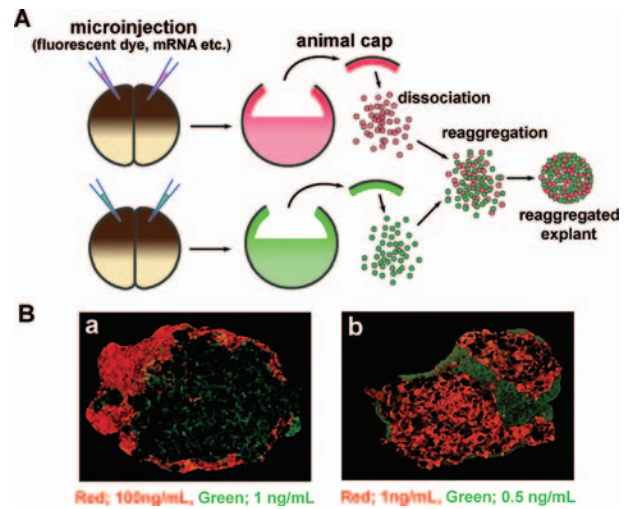 A
microinjection
(fluorescent dye, mRNA etc.)
animal cap
dissociation
reaggregation
reaggregated
explant
B
a
b
Red; 100ng/mL, Green; 1 ng/mL
Red; 1ng/mL, Green; 0.5 ng/mL